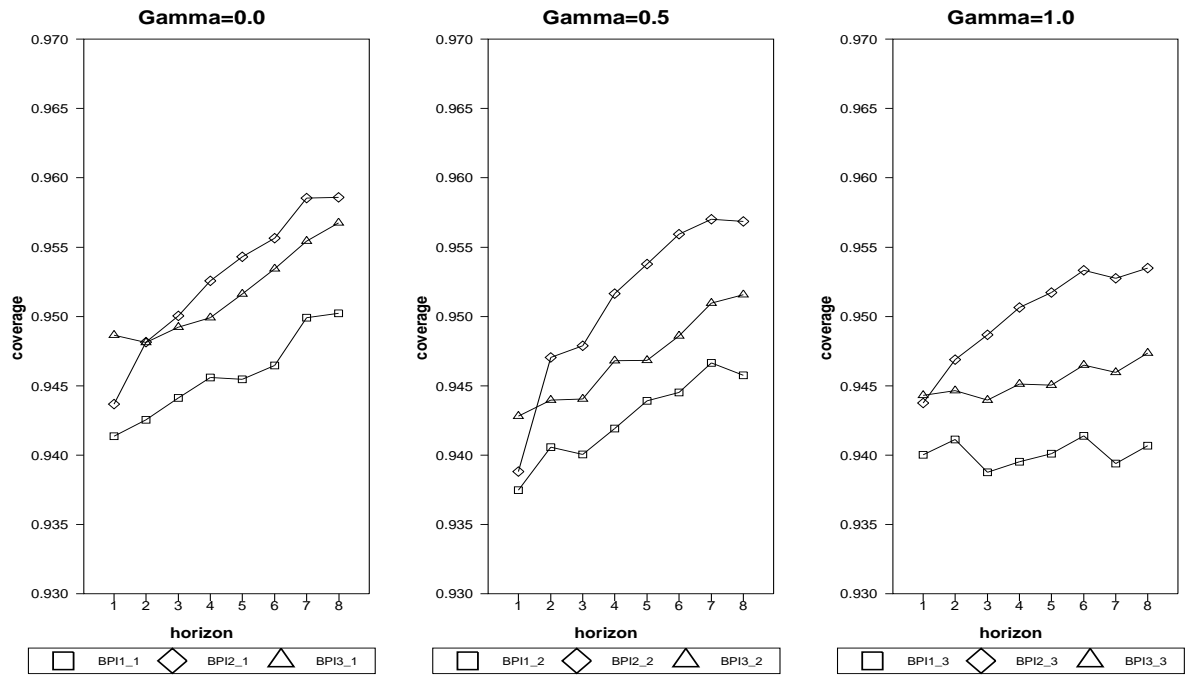 Gamma=0.0
0.970
0.965
0.960
0.955
0.950
0.945
0.940
0.935
0.930
coverage
1 2 3 4 5 6 7 8
horizon
BPI1_1 BPI2_1 BPI3_1
Gamma=0.5
0.970
0.965
0.960
0.955
0.950
0.945
0.940
0.935
0.930
coverage
1 2 3 4 5 6 7 8
horizon
BPI1_2 BPI2_2 BPI3_2
Gamma=1.0
0.970
0.965
0.960
0.955
0.950
0.945
0.940
0.935
0.930
coverage
1 2 3 4 5 6 7 8
horizon
BPI1_3 BPI2_3 BPI3_3